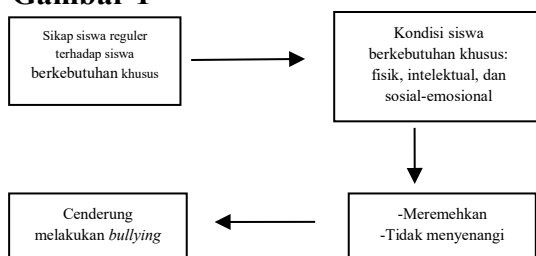 Gambar 1
Sikap siswa reguler
terhadap siswa
berkebutuhan khusus
Kondisi siswa
berkebutuhan khusus:
fisik, intelektual, dan
sosial-emosional
Cenderung
melakukan bullying
-Meremehkan
-Tidak menyenangi